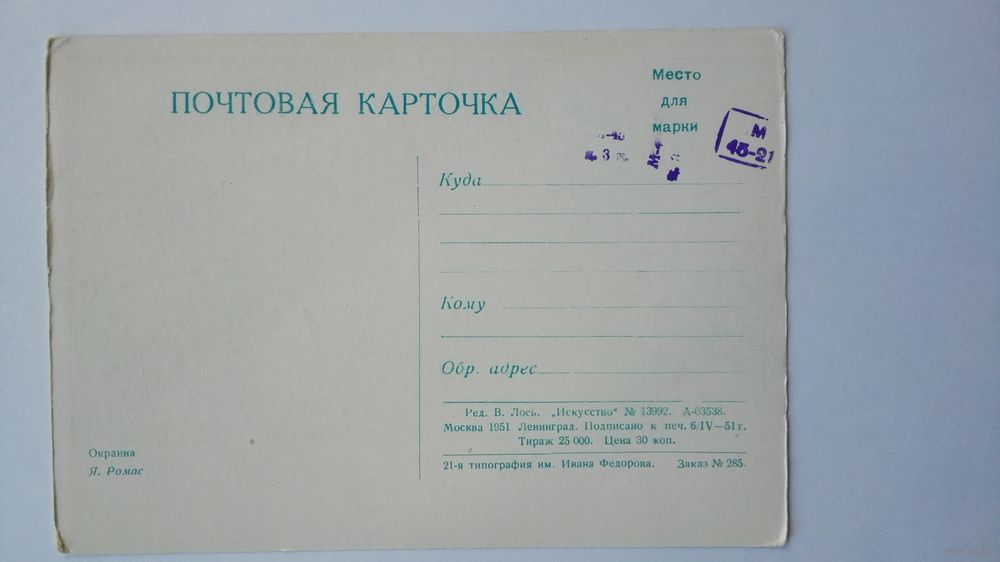 ПОЧТОВАЯ КАРТОЧКА
Место
для
марки
М
45-21
ц. 3 к.
Куда
Кому
Обр. адрес
Ред. В. Лось. „Искусство“ № 43992. А-03538.
Москва 1951 Ленинград. Подписано к печ. 6/IV—51 г.
Тираж 25 000. Цена 30 коп.
21-я типография им. Ивана Федорова. Заказ № 285.
Окраина
Я. Ромас